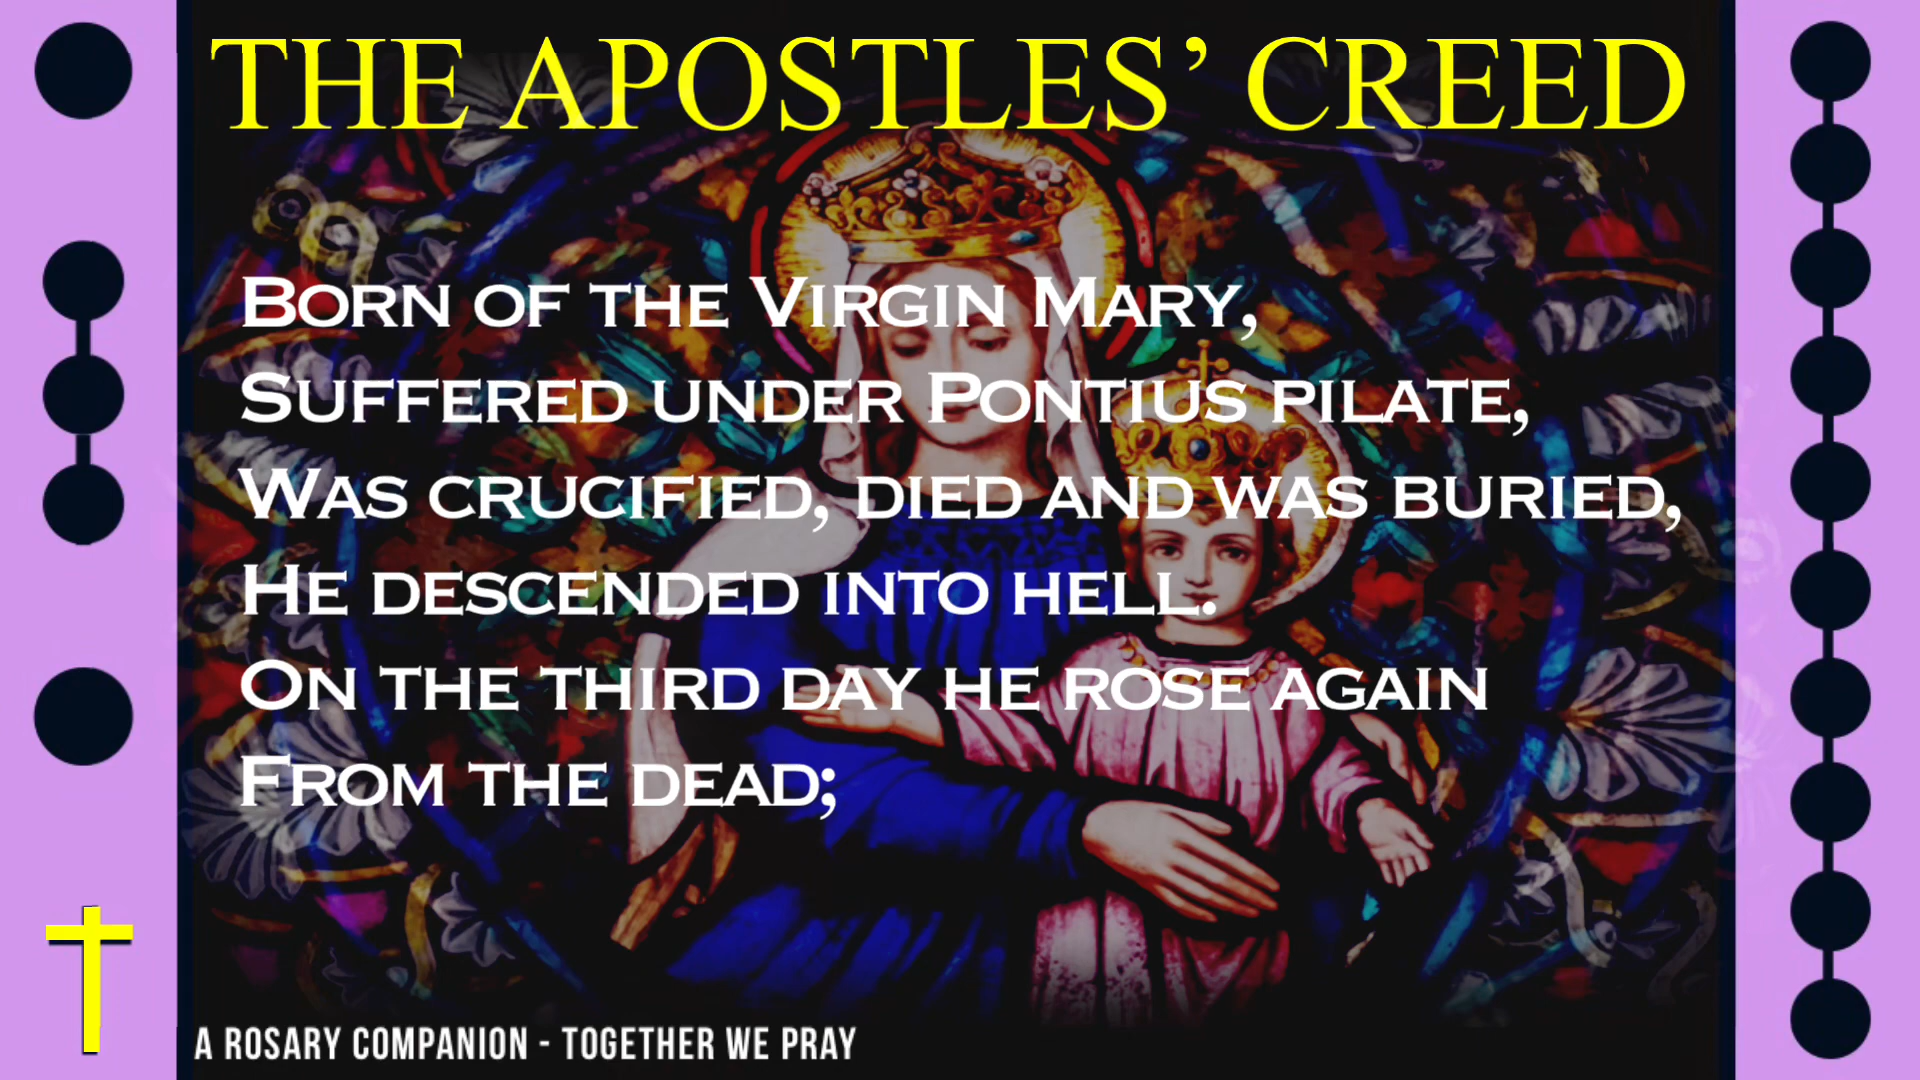 THE APOSTLES’ CREED
Born of the Virgin Mary,
Suffered under Pontius pilate,
Was crucified, died and was buried,
He descended into hell.
On the third day he rose again
From the dead;
A ROSARY COMPANION - TOGETHER WE PRAY